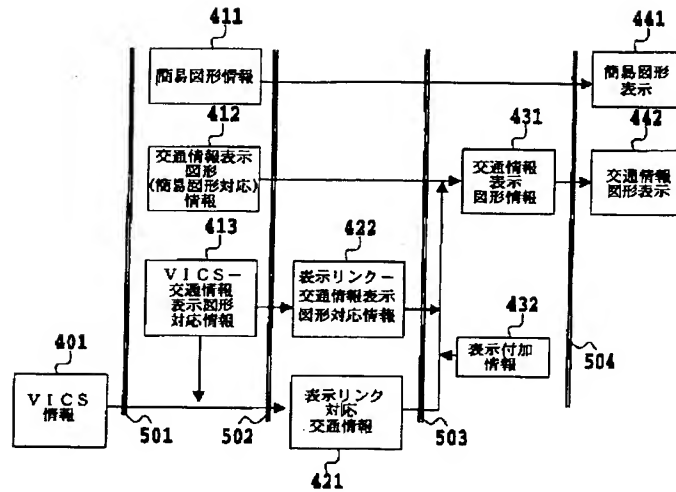 411
簡易図形情報
441
簡易図形
表示
412
交通情報表示
図形
(簡易図形対応)
情報
431
交通情報
表示
図形情報
442
交通情報
図形表示
413
VICS－
交通情報
表示図形
対応情報
422
表示リンクー
交通情報表示
図形対応情報
432
表示付加
情報
504
401
VICS
情報
501
502
表示リンク
対応
交通情報
421
503